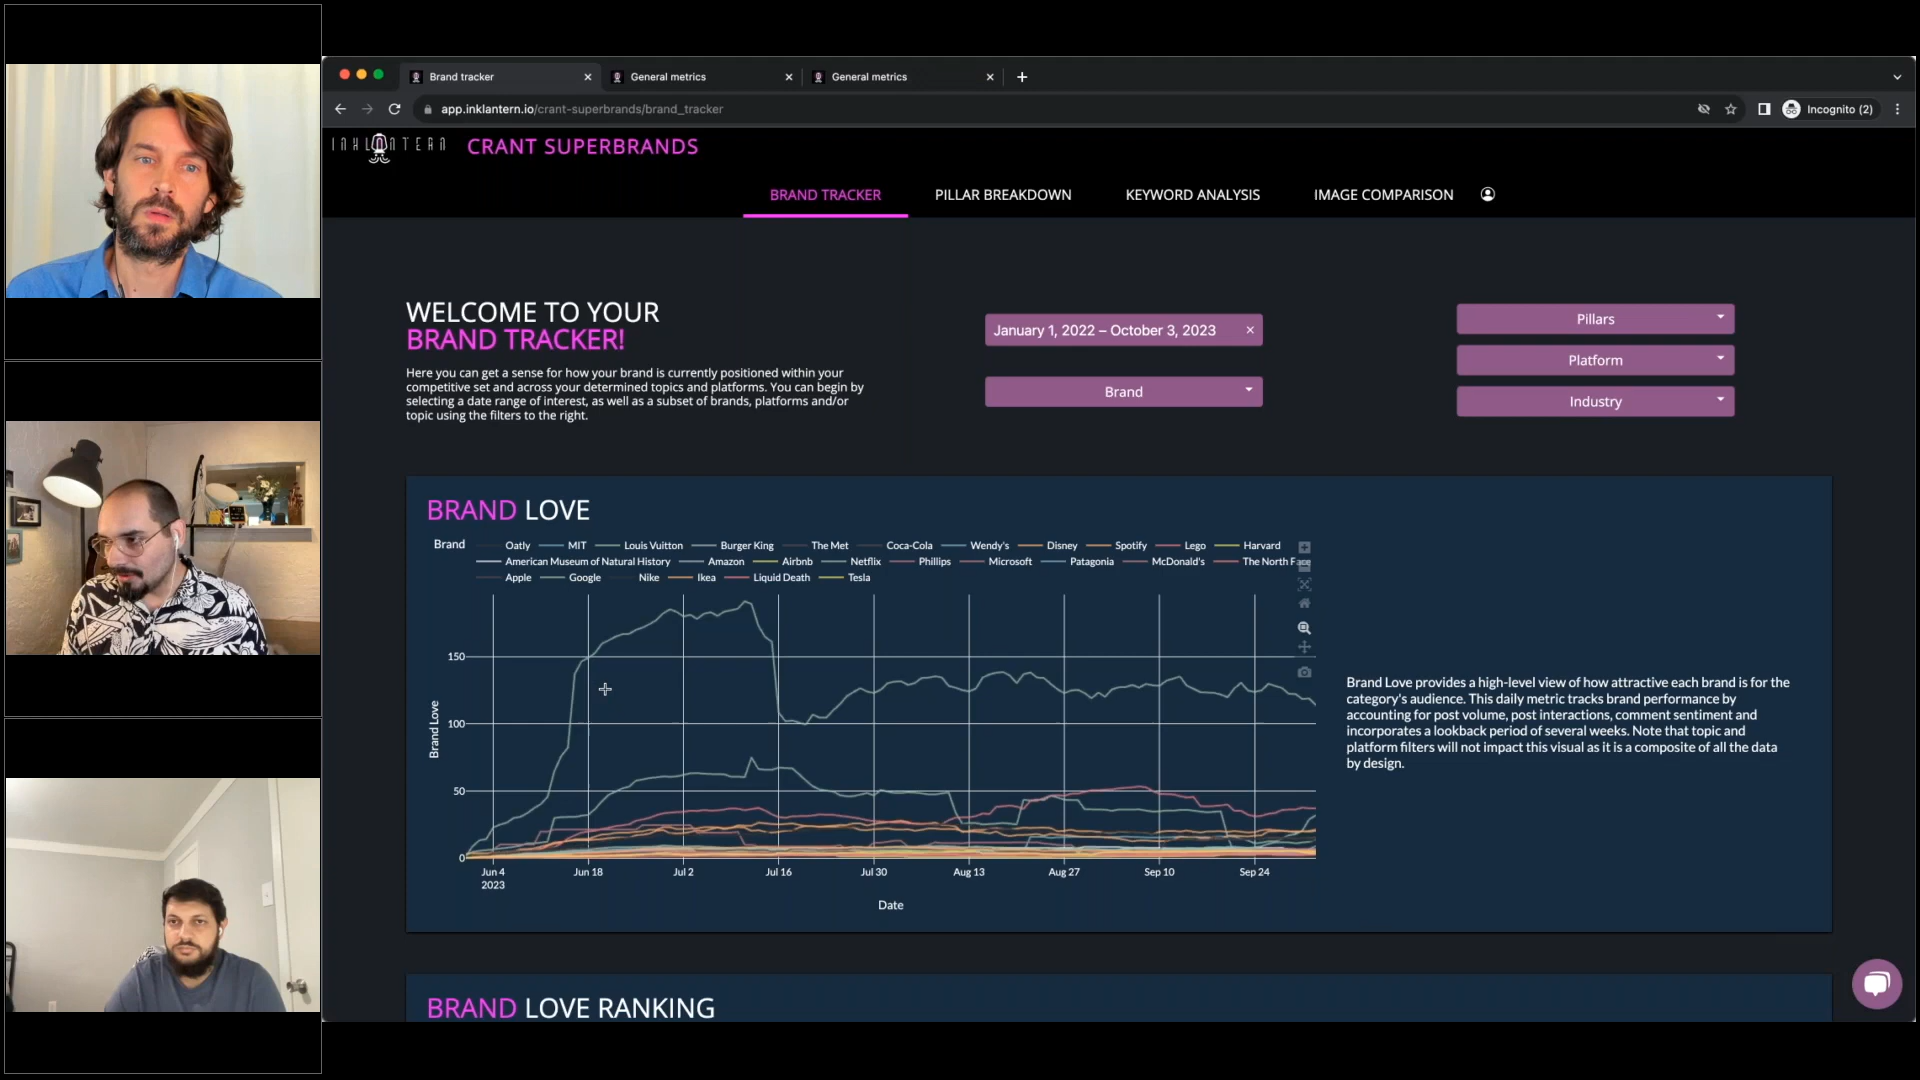 Brand tracker
General metrics
General metrics
app.inklantern.io/crant-superbrands/brand_tracker
Incognito (2)
INKLANTERN
CRANT SUPERBRANDS
BRAND TRACKER
PILLAR BREAKDOWN
KEYWORD ANALYSIS
IMAGE COMPARISON
WELCOME TO YOUR
BRAND TRACKER!
Here you can get a sense for how your brand is currently positioned within your
competitive set and across your determined topics and platforms. You can begin by
selecting a date range of interest, as well as a subset of brands, platforms and/or
topic using the filters to the right.
January 1, 2022 – October 3, 2023
Brand
Pillars
Platform
Industry
BRAND LOVE
Brand Oatly MIT Louis Vuitton Burger King The Met Coca-Cola Wendy's Disney Spotify Lego Harvard
American Museum of Natural History Amazon Airbnb Netflix Phillips Microsoft Patagonia McDonald's The North Face
Apple Google Nike Ikea Liquid Death Tesla
150
100
50
0
Brand Love
Jun 4 Jun 18 Jul 2 Jul 16 Jul 30 Aug 13 Aug 27 Sep 10 Sep 24
2023
Date
Brand Love provides a high-level view of how attractive each brand is for the
category's audience. This daily metric tracks brand performance by
accounting for post volume, post interactions, comment sentiment and
incorporates a lookback period of several weeks. Note that topic and
platform filters will not impact this visual as it is a composite of all the data
by design.
BRAND LOVE RANKING